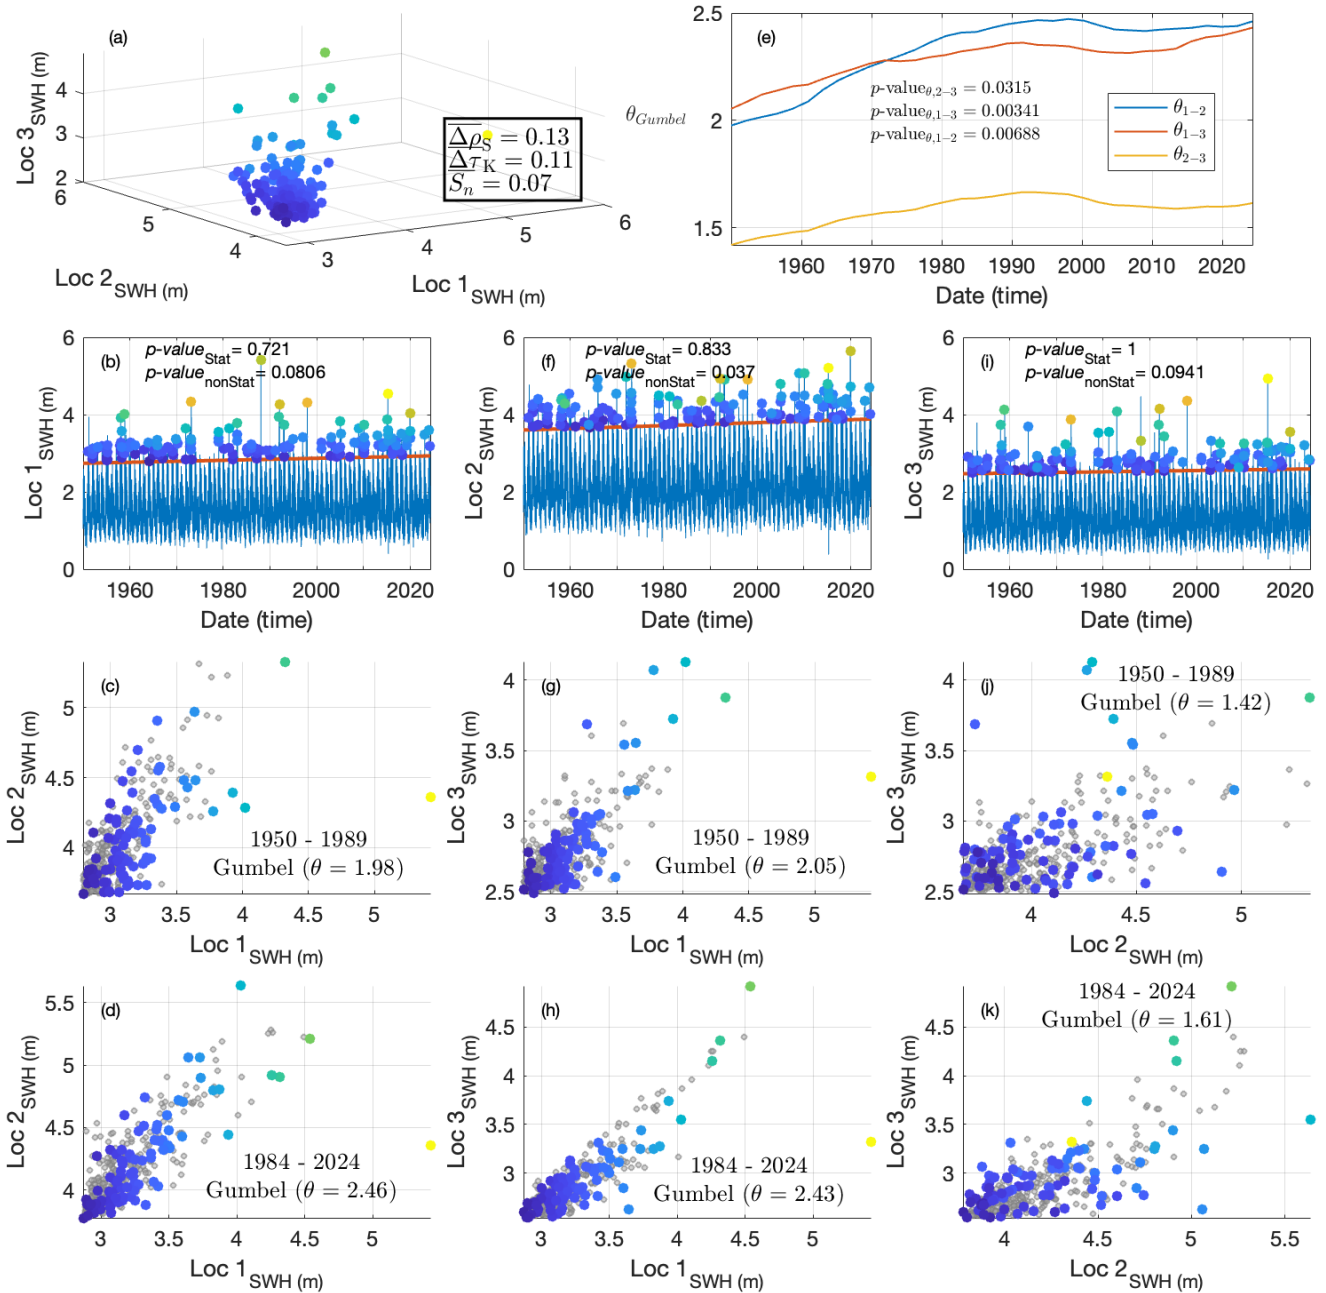 (a)
Loc 3SWH (m)
4
3
2
6
5
4
3
4
5
6
Loc 2SWH (m)
Loc 1SWH (m)
Δρ̅S = 0.13
Δτ̅K = 0.11
S̅n = 0.07
(e)
θGumbel
2.5
2
1.5
p-valueθ,2−3 = 0.0315
p-valueθ,1−3 = 0.00341
p-valueθ,1−2 = 0.00688
θ1−2
θ1−3
θ2−3
1960 1970 1980 1990 2000 2010 2020
Date (time)
(b)
p-valueStat= 0.721
p-valuenonStat= 0.0806
Loc 1SWH (m)
6
4
2
0
1960 1980 2000 2020
Date (time)
(f)
p-valueStat= 0.833
p-valuenonStat= 0.037
Loc 2SWH (m)
6
4
2
0
1960 1980 2000 2020
Date (time)
(i)
p-valueStat= 1
p-valuenonStat= 0.0941
Loc 3SWH (m)
6
4
2
0
1960 1980 2000 2020
Date (time)
(c)
Loc 2SWH (m)
5
4.5
4
1950 - 1989
Gumbel (θ = 1.98)
3 3.5 4 4.5 5
Loc 1SWH (m)
(g)
Loc 3SWH (m)
4
3.5
3
2.5
1950 - 1989
Gumbel (θ = 2.05)
3 3.5 4 4.5 5
Loc 1SWH (m)
(j)
Loc 3SWH (m)
4
3.5
3
2.5
1950 - 1989
Gumbel (θ = 1.42)
4 4.5 5
Loc 2SWH (m)
(d)
Loc 2SWH (m)
5.5
5
4.5
4
1984 - 2024
Gumbel (θ = 2.46)
3 3.5 4 4.5 5
Loc 1SWH (m)
(h)
Loc 3SWH (m)
4.5
4
3.5
3
1984 - 2024
Gumbel (θ = 2.43)
3 3.5 4 4.5 5
Loc 1SWH (m)
(k)
Loc 3SWH (m)
4.5
4
3.5
3
1984 - 2024
Gumbel (θ = 1.61)
4 4.5 5 5.5
Loc 2SWH (m)